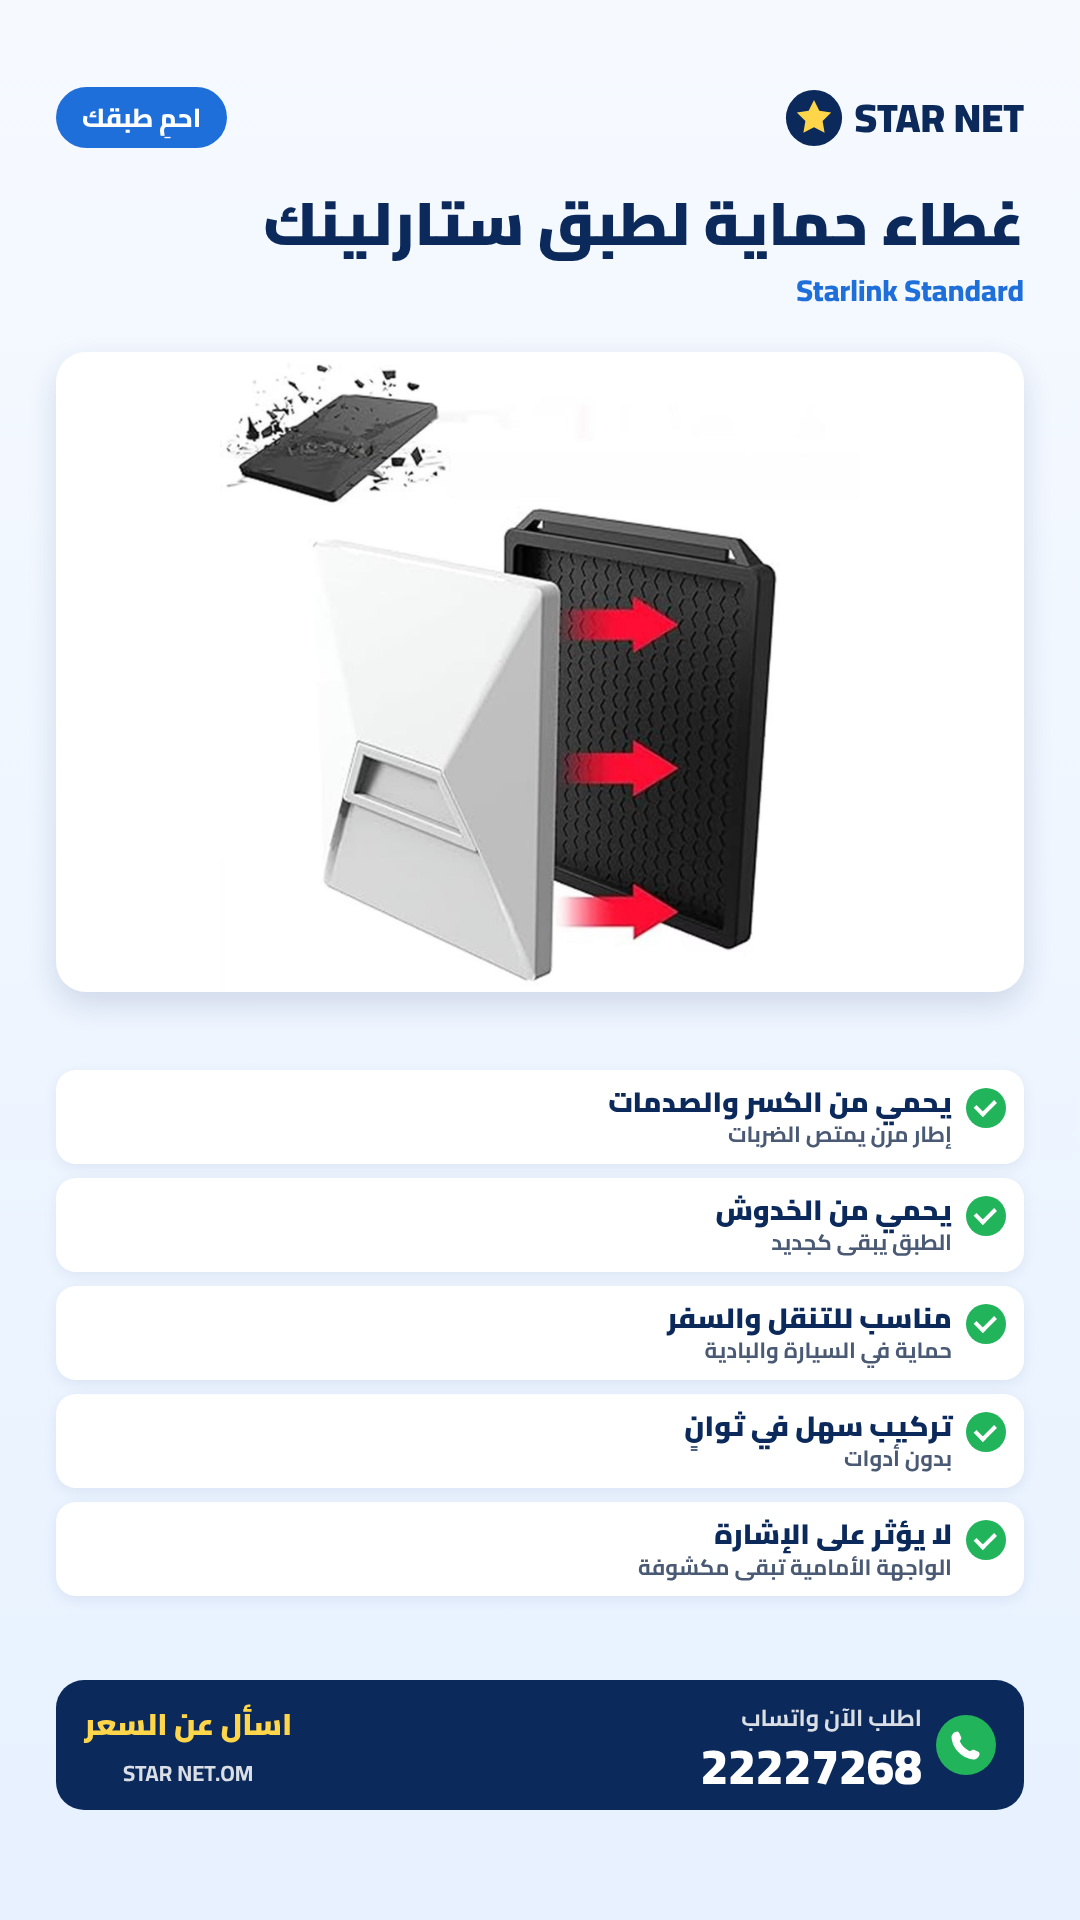 STAR NET
احمِ طبقك
غطاء حماية لطبق ستارلينك
Starlink Standard
يحمي من الكسر والصدمات
إطار مرن يمتص الضربات
يحمي من الخدوش
الطبق يبقى كجديد
مناسب للتنقل والسفر
حماية في السيارة والبادية
تركيب سهل في ثوانٍ
بدون أدوات
لا يؤثر على الإشارة
الواجهة الأمامية تبقى مكشوفة
اطلب الآن واتساب
22227268
اسأل عن السعر
STAR NET.OM